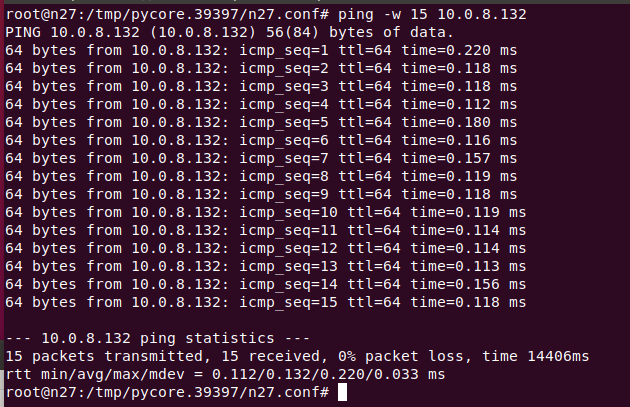 root@n27:/tmp/pycore.39397/n27.conf# ping -w 15 10.0.8.132
PING 10.0.8.132 (10.0.8.132) 56(84) bytes of data.
64 bytes from 10.0.8.132: icmp_seq=1 ttl=64 time=0.220 ms
64 bytes from 10.0.8.132: icmp_seq=2 ttl=64 time=0.118 ms
64 bytes from 10.0.8.132: icmp_seq=3 ttl=64 time=0.118 ms
64 bytes from 10.0.8.132: icmp_seq=4 ttl=64 time=0.112 ms
64 bytes from 10.0.8.132: icmp_seq=5 ttl=64 time=0.180 ms
64 bytes from 10.0.8.132: icmp_seq=6 ttl=64 time=0.116 ms
64 bytes from 10.0.8.132: icmp_seq=7 ttl=64 time=0.157 ms
64 bytes from 10.0.8.132: icmp_seq=8 ttl=64 time=0.119 ms
64 bytes from 10.0.8.132: icmp_seq=9 ttl=64 time=0.118 ms
64 bytes from 10.0.8.132: icmp_seq=10 ttl=64 time=0.119 ms
64 bytes from 10.0.8.132: icmp_seq=11 ttl=64 time=0.114 ms
64 bytes from 10.0.8.132: icmp_seq=12 ttl=64 time=0.114 ms
64 bytes from 10.0.8.132: icmp_seq=13 ttl=64 time=0.113 ms
64 bytes from 10.0.8.132: icmp_seq=14 ttl=64 time=0.156 ms
64 bytes from 10.0.8.132: icmp_seq=15 ttl=64 time=0.118 ms
--- 10.0.8.132 ping statistics ---
15 packets transmitted, 15 received, 0% packet loss, time 14406ms
rtt min/avg/max/mdev = 0.112/0.132/0.220/0.033 ms
root@n27:/tmp/pycore.39397/n27.conf#